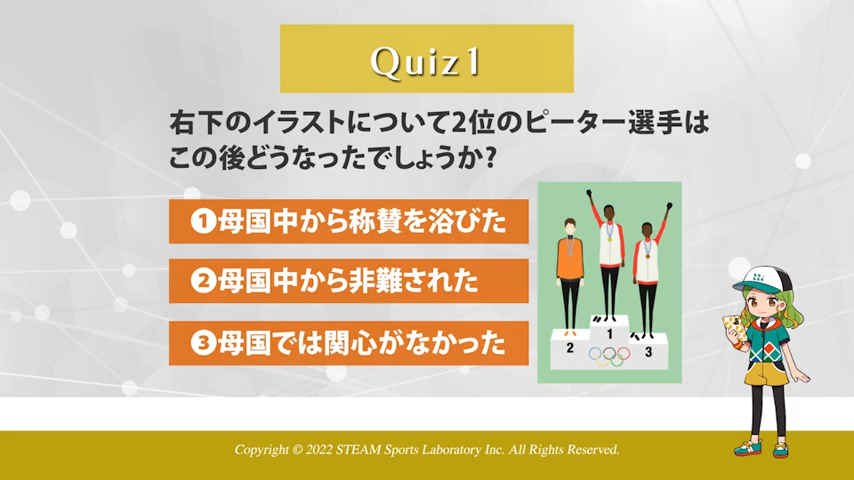 Quiz1
右下のイラストについて2位のピーター選手は
この後どうなったでしょうか?
❶母国中から称賛を浴びた
❷母国中から非難された
❸母国では関心がなかった
2 1 3
Copyright © 2022 STEAM Sports Laboratory Inc. All Rights Reserved.